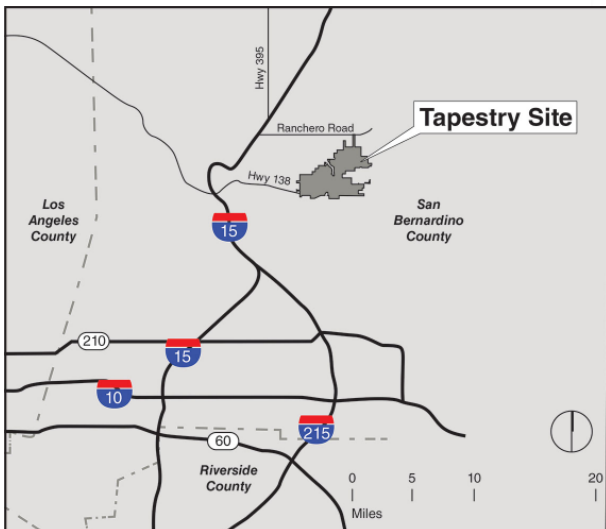 Hwy 395
Ranchero Road
Tapestry Site
Hwy 138
Los
Angeles
County
San
Bernardino
County
15
210
15
10
60
215
Riverside
County
0 5 10 20
Miles